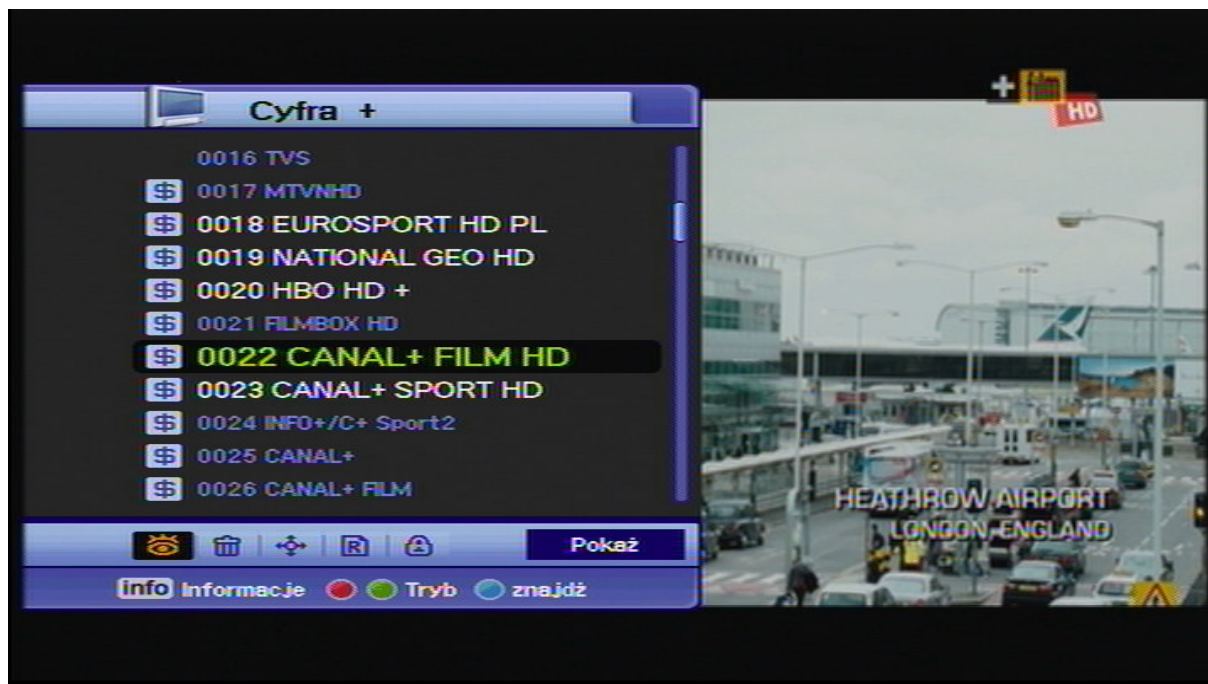 Cyfra +
0016 TVS
$ 0017 MTVNHD
$ 0018 EUROSPORT HD PL
$ 0019 NATIONAL GEO HD
$ 0020 HBO HD +
$ 0021 FILMBOX HD
$ 0022 CANAL+ FILM HD
$ 0023 CANAL+ SPORT HD
$ 0024 INFO+/C+ Sport2
$ 0025 CANAL+
$ 0026 CANAL+ FILM
R Pokaż
info Informacje Tryb znajdź
+ film
HD
HEATHROW AIRPORT
LONDON, ENGLAND